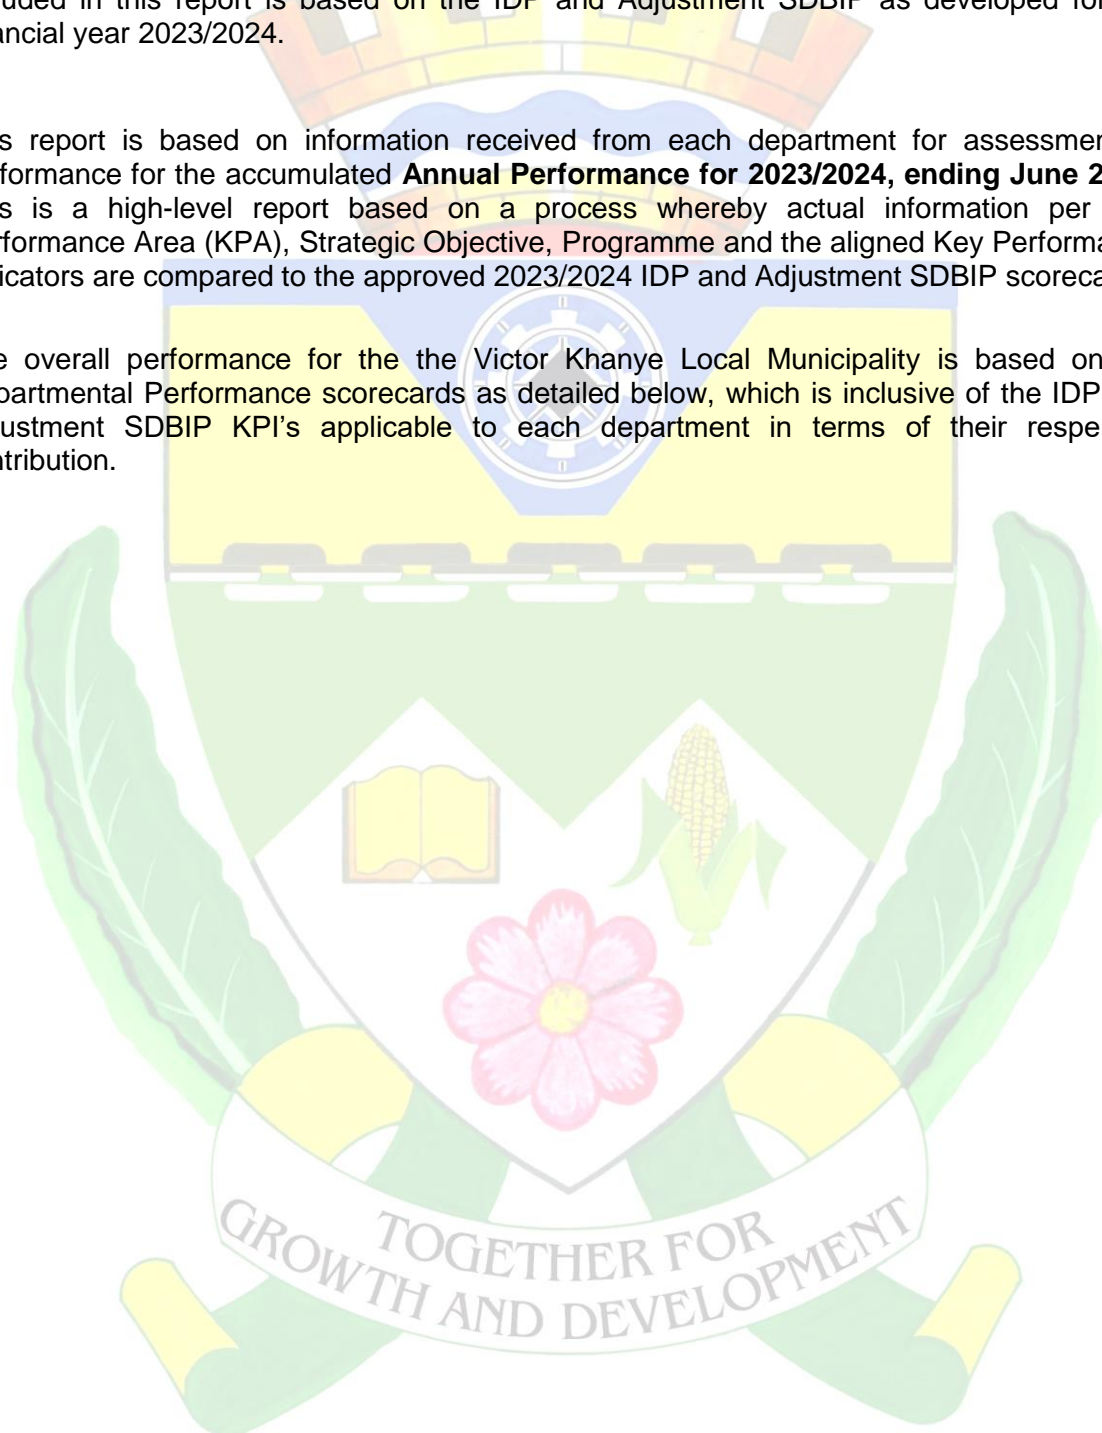 uded in this report is based on the IDP and Adjustment SDBIP as developed for
ancial year 2023/2024.
s report is based on information received from each department for assessmen
formance for the accumulated Annual Performance for 2023/2024, ending June 2
s is a high-level report based on a process whereby actual information per
rformance Area (KPA), Strategic Objective, Programme and the aligned Key Performa
icators are compared to the approved 2023/2024 IDP and Adjustment SDBIP scoreca
e overall performance for the the Victor Khanye Local Municipality is based on
partmental Performance scorecards as detailed below, which is inclusive of the IDP
ustment SDBIP KPI's applicable to each department in terms of their respe
ntribution.
TOGETHER FOR
GROWTH AND DEVELOPMENT